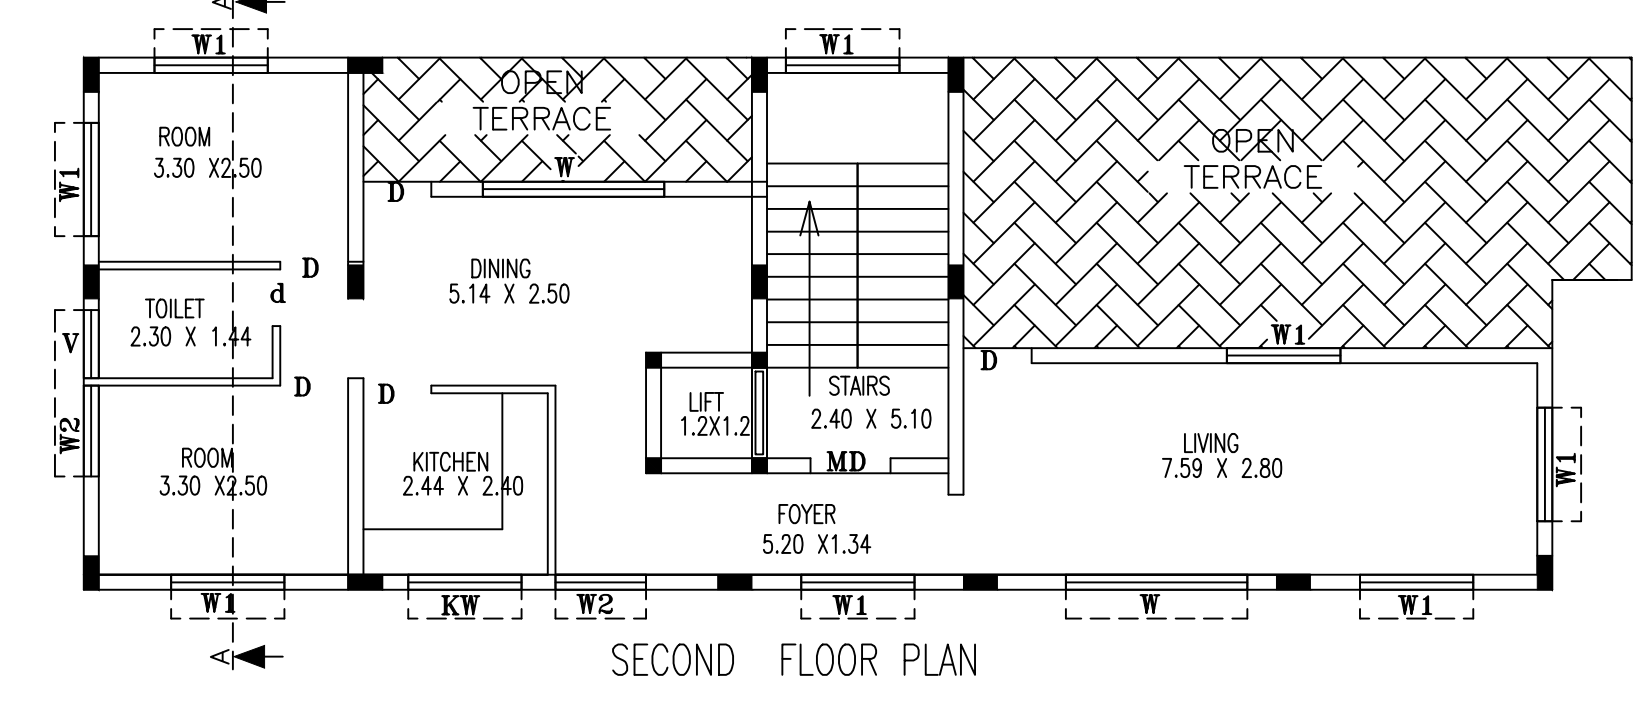 A
W1
W1
OPEN
TERRACE
ROOM
3.30 X2.50
OPEN
TERRACE
W
W1
D
D
DINING
5.14 X 2.50
d
TOILET
2.30 X 1.44
V
W1
D
D
D
STAIRS
2.40 X 5.10
LIFT
1.2X1.2
W2
ROOM
3.30 X2.50
KITCHEN
2.44 X 2.40
MD
LIVING
7.59 X 2.80
W1
FOYER
5.20 X1.34
W1
KW
W2
W1
W
W1
A
SECOND FLOOR PLAN